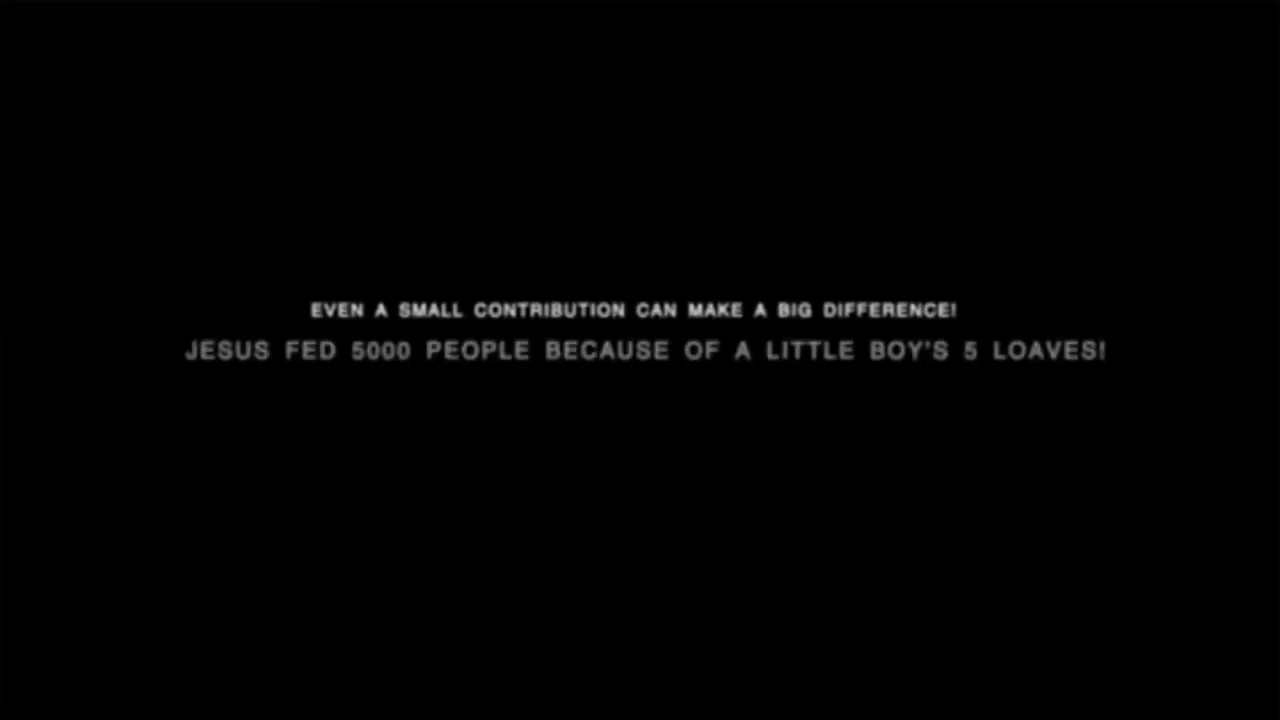 EVEN A SMALL CONTRIBUTION CAN MAKE A BIG DIFFERENCE!
JESUS FED 5000 PEOPLE BECAUSE OF A LITTLE BOY'S 5 LOAVES!